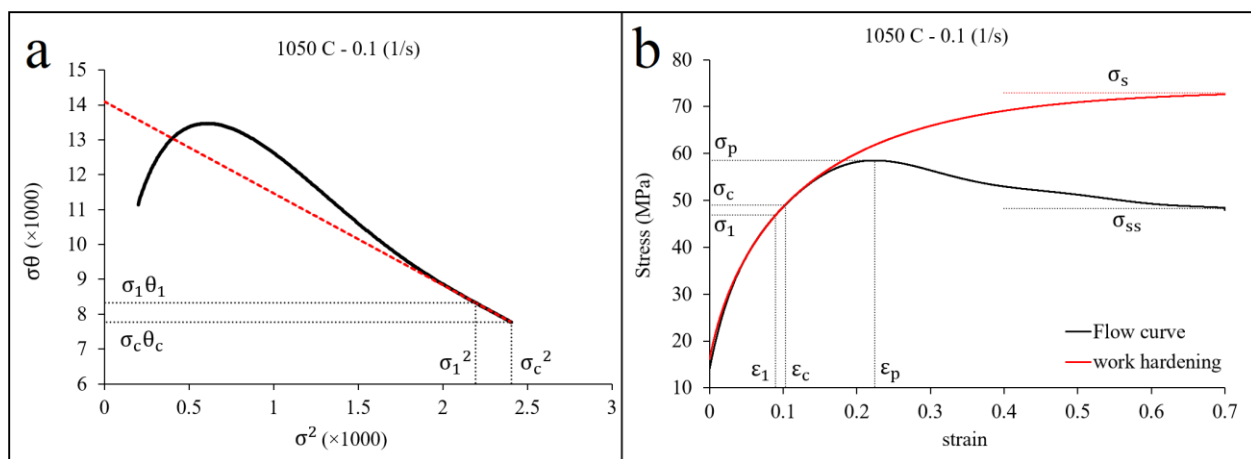 a
1050 C - 0.1 (1/s)
σθ (×1000)
15
14
13
12
11
10
9
8
7
6
σ₁θ₁
σcθc
σ₁²
σc²
0
0.5
1
1.5
2
2.5
3
σ² (×1000)
b
1050 C - 0.1 (1/s)
Stress (MPa)
80
70
60
50
40
30
20
10
σs
σp
σc
σ₁
σss
Flow curve
work hardening
ε₁
εc
εp
0
0.1
0.2
0.3
0.4
0.5
0.6
0.7
strain